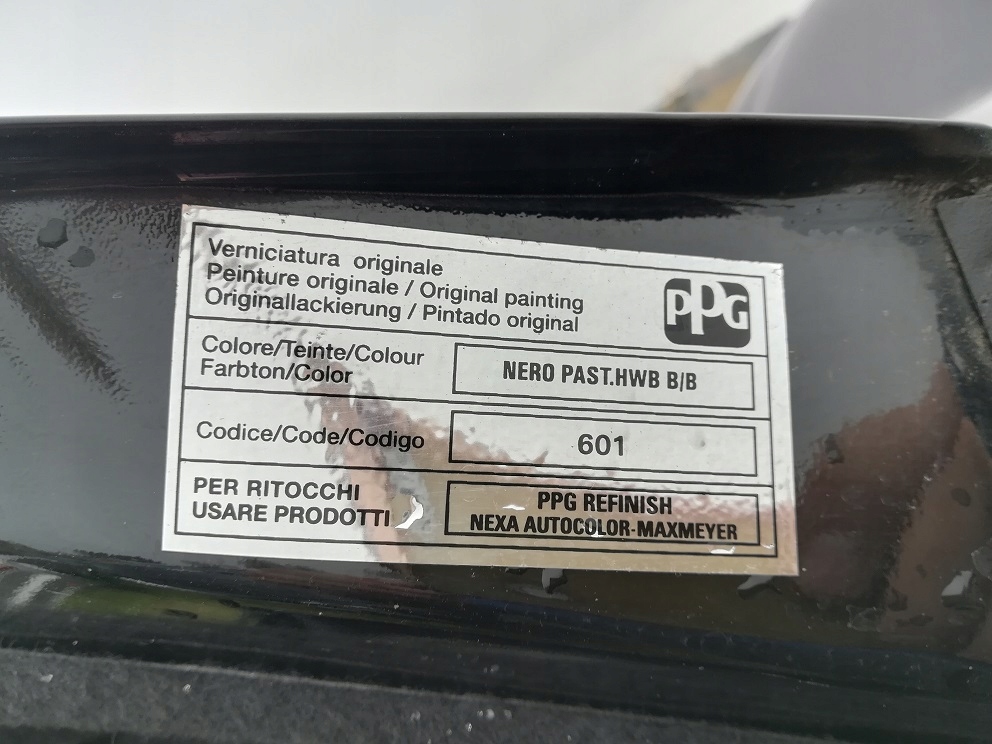 Verniciatura originale
Peinture originale / Original painting
Originallackierung / Pintado original
PPG
Colore/Teinte/Colour
Farbton/Color
NERO PAST.HWB B/B
Codice/Code/Codigo
601
PER RITOCCHI
USARE PRODOTTI
PPG REFINISH
NEXA AUTOCOLOR-MAXMEYER